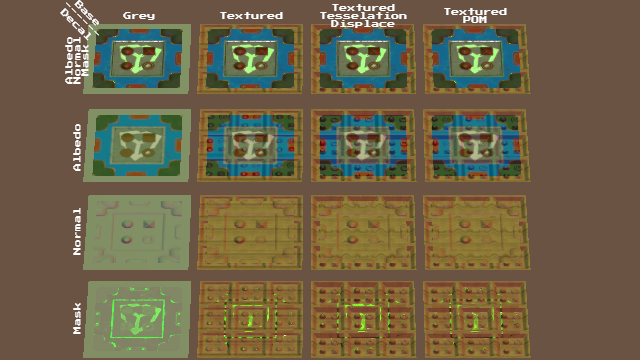 Base
Decal
Grey
Textured
Textured
Tesselation
Displace
Textured
POM
Albedo
Normal
Mask
Albedo
Normal
Mask